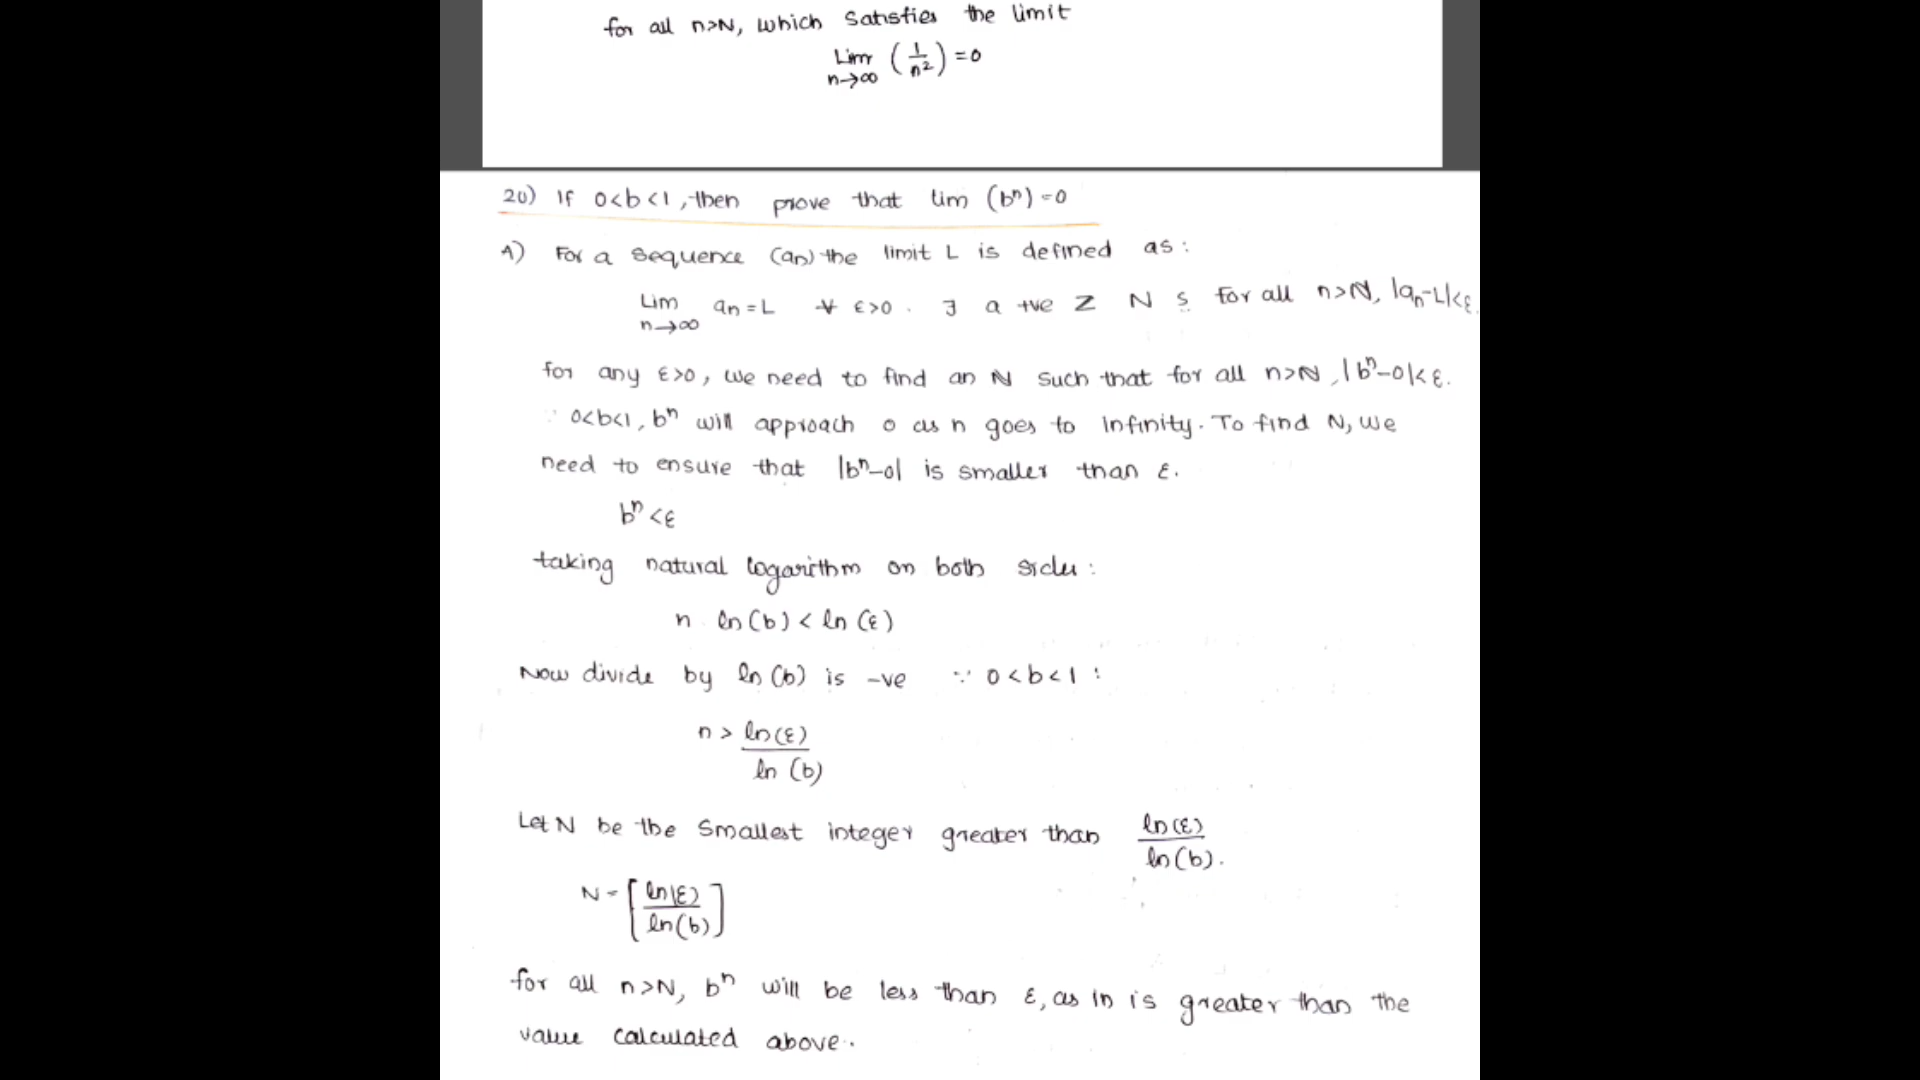 for all n>N, which satisfies the limit
Lim n→∞ (1/n²) = 0
20) If 0<b<1, then prove that lim (bⁿ) = 0
A) For a sequence (an) the limit L is defined as:
Lim n→∞ an = L ∀ ε>0 . ∃ a +ve Z N s for all n>N, |an-L|<ε.
for any ε>0, we need to find an N such that for all n>N, |bⁿ-0|<ε.
∵ 0<b<1, bⁿ will approach 0 as n goes to infinity. To find N, we
need to ensure that |bⁿ-0| is smaller than ε.
bⁿ <ε
taking natural logarithm on both sides:
n ln(b) < ln(ε)
Now divide by ln(b) is -ve ∵ 0<b<1:
n > ln(ε)/ln(b)
Let N be the smallest integer greater than ln(ε)/ln(b).
N = [ln(ε)/ln(b)]
for all n>N, bⁿ will be less than ε, as in is greater than the
value calculated above.